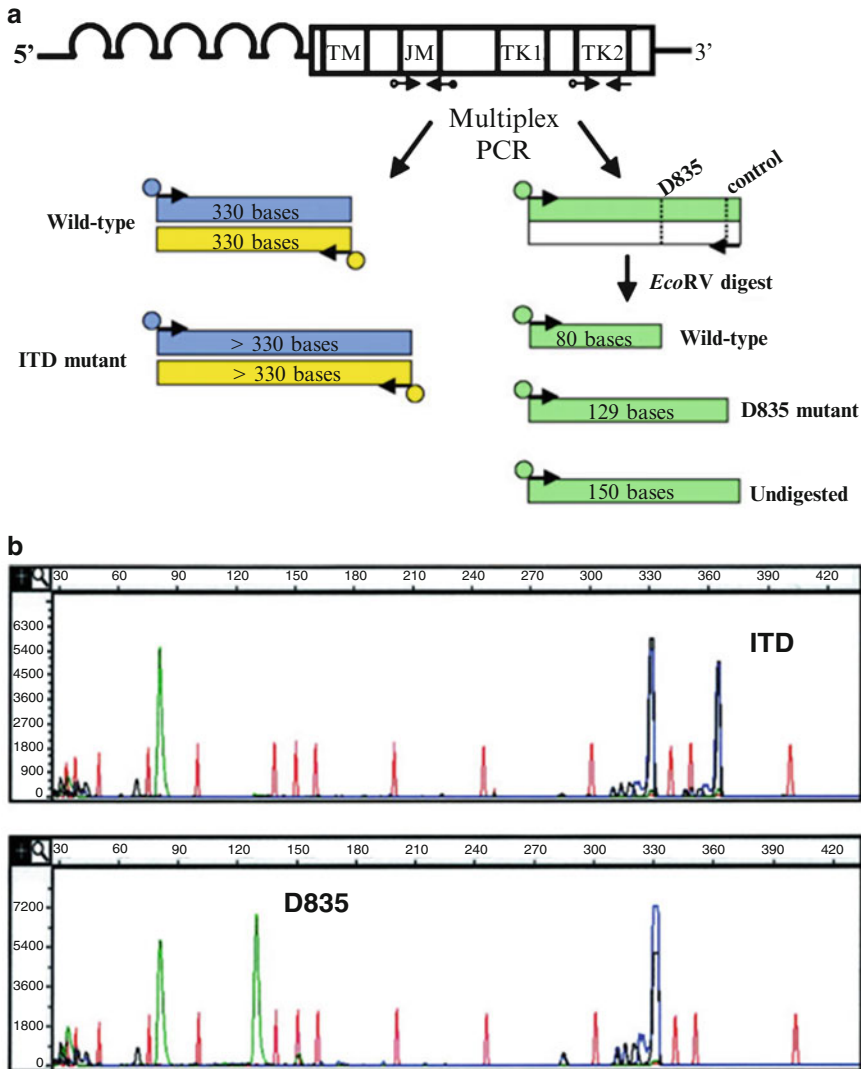 a
5’ TM JM TK1 TK2 3’
Multiplex
PCR
D835 control
Wild-type
330 bases
330 bases
EcoRV digest
80 bases Wild-type
ITD mutant
> 330 bases
> 330 bases
129 bases D835 mutant
150 bases Undigested
b
30 60 90 120 150 180 210 240 270 300 330 360 390 420
ITD
6300
5400
4500
3600
2700
1800
900
0
30 60 90 120 150 180 210 240 270 300 330 360 390 420
D835
7200
5400
3600
1800
0